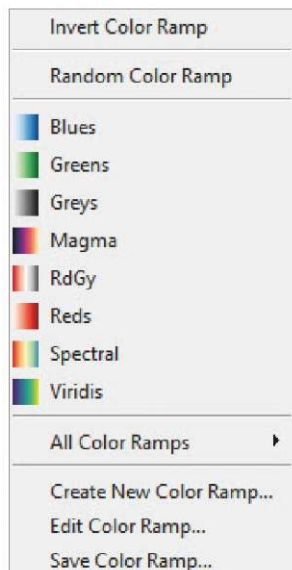 Invert Color Ramp
Random Color Ramp
Blues
Greens
Greys
Magma
RdGy
Reds
Spectral
Viridis
All Color Ramps
Create New Color Ramp...
Edit Color Ramp...
Save Color Ramp...